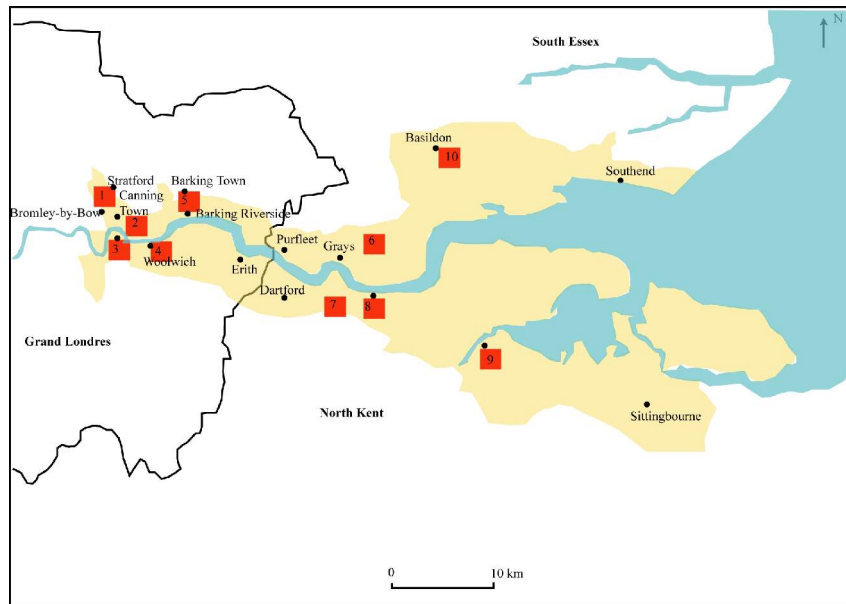 N
South Essex
Basildon
10
Southend
Stratford
Barking Town
1
Canning
5
Bromley-by-Bow
Town
2
Barking Riverside
3
4
Woolwich
Purfleet
6
Grays
Erith
Dartford
7
8
Grand Londres
9
North Kent
Sittingbourne
0
10 km